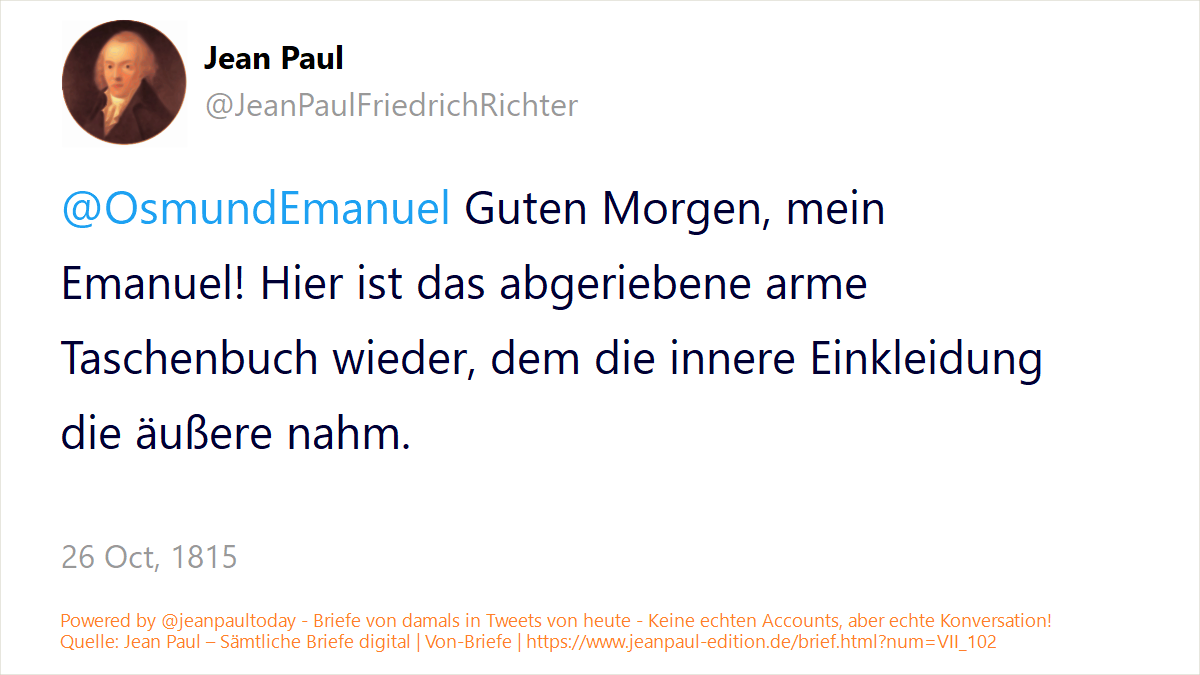 Jean Paul
@JeanPaulFriedrichRichter
@OsmundEmanuel Guten Morgen, mein
Emanuel! Hier ist das abgeriebene arme
Taschenbuch wieder, dem die innere Einkleidung
die äußere nahm.
26 Oct, 1815
Powered by @jeanpaultoday - Briefe von damals in Tweets von heute - Keine echten Accounts, aber echte Konversation!
Quelle: Jean Paul – Sämtliche Briefe digital | Von-Briefe | https://www.jeanpaul-edition.de/brief.html?num=VII_102